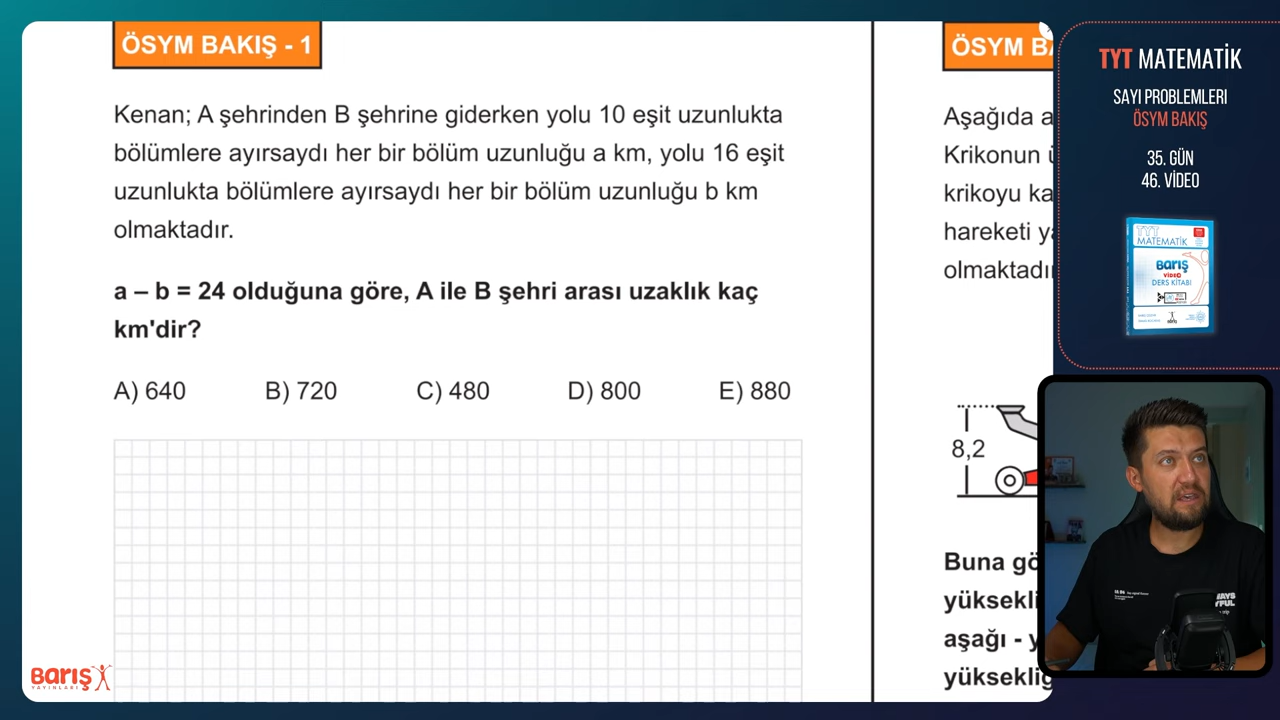 ÖSYM BAKIŞ - 1
Kenan; A şehrinden B şehrine giderken yolu 10 eşit uzunlukta
bölümlere ayırsaydı her bir bölüm uzunluğu a km, yolu 16 eşit
uzunlukta bölümlere ayırsaydı her bir bölüm uzunluğu b km
olmaktadır.
a – b = 24 olduğuna göre, A ile B şehri arası uzaklık kaç
km'dir?
A) 640 B) 720 C) 480 D) 800 E) 880
BARIŞ
YAYINLARI
ÖSYM BA
Aşağıda a
Krikonun
krikoyu ka
hareketi y
olmaktadı
8,2
Buna gö
yüksekli
aşağı - y
yüksekliğ
TYT MATEMATİK
SAYI PROBLEMLERI
ÖSYM BAKIŞ
35. GÜN
46. VİDEO
TYT
MATEMATİK
BARIŞ
VİDEO
DERS KİTABI